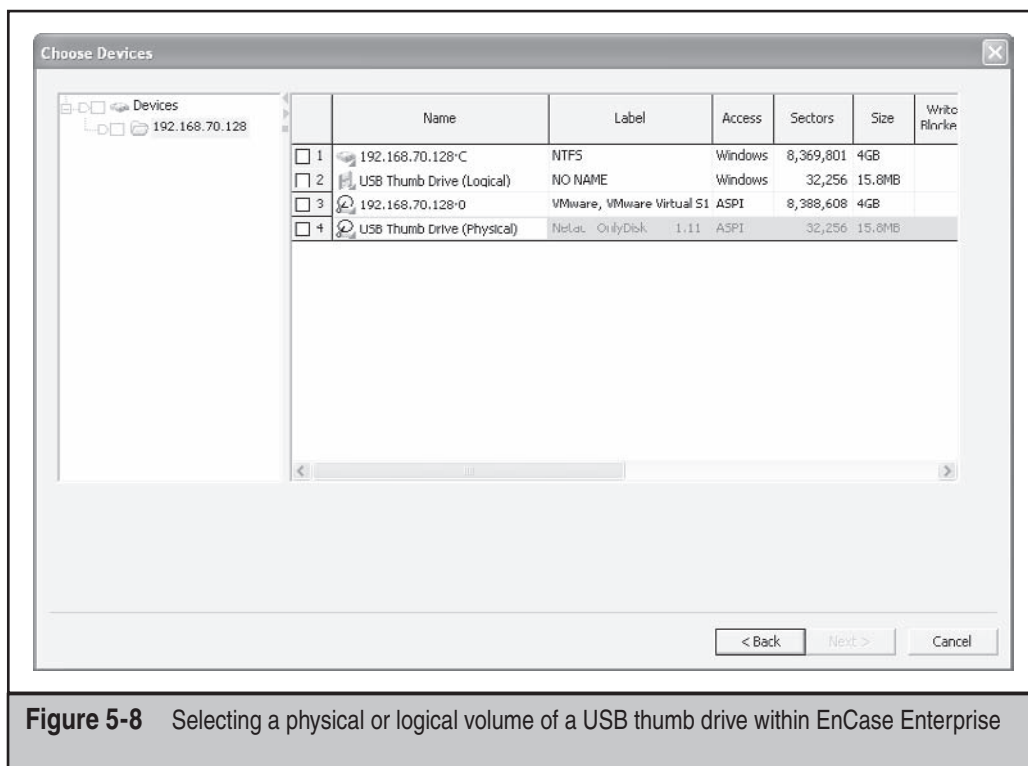 Choose Devices
Devices
192.168.70.128
Name Label Access Sectors Size Write
1 192.168.70.128-C NTFS Windows 8,369,801 4GB
2 USB Thumb Drive (Logical) NO NAME Windows 32,256 15.8MB
3 192.168.70.128-0 VMware, VMware Virtual S1 ASPI 8,388,608 4GB
4 USB Thumb Drive (Physical) OnlyDisk 1.11 ASPI 32,256 15.8MB
< Back Next > Cancel
Figure 5-8 Selecting a physical or logical volume of a USB thumb drive within EnCase Enterprise